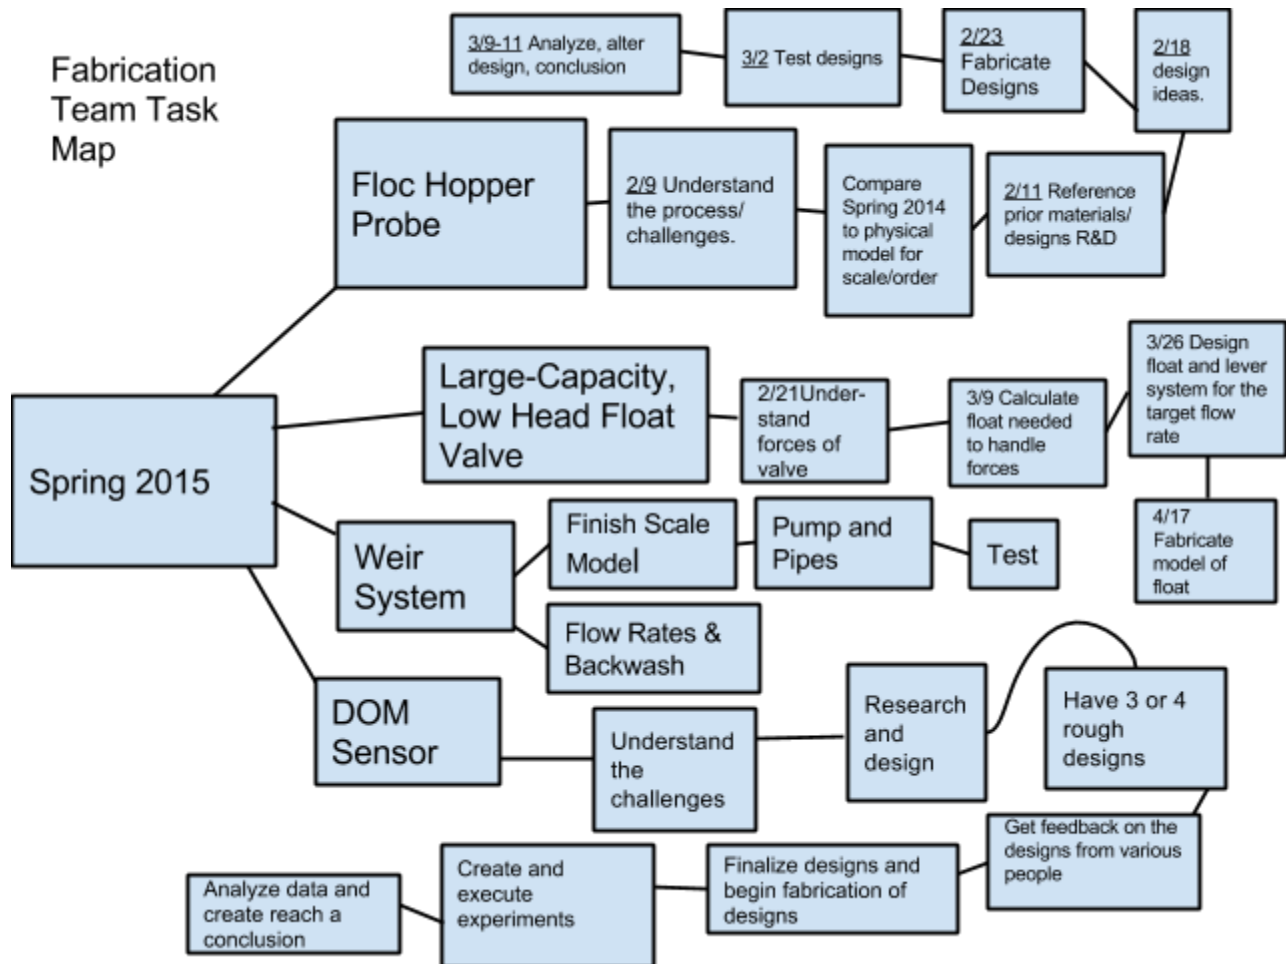 Fabrication
Team Task
Map
Spring 2015
Floc Hopper
Probe
2/9 Understand
the process/
challenges.
Compare
Spring 2014
to physical
model for
scale/order
2/11 Reference
prior materials/
designs R&D
2/18
design
ideas.
2/23
Fabricate
Designs
3/2 Test designs
3/9-11 Analyze, alter
design, conclusion
Large-Capacity,
Low Head Float
Valve
2/21Under-
stand
forces of
valve
3/9 Calculate
float needed
to handle
forces
3/26 Design
float and lever
system for the
target flow
rate
4/17
Fabricate
model of
float
Weir
System
Finish Scale
Model
Pump and
Pipes
Test
Flow Rates &
Backwash
DOM
Sensor
Understand
the
challenges
Research
and
design
Have 3 or 4
rough
designs
Get feedback on the
designs from various
people
Finalize designs and
begin fabrication of
designs
Create and
execute
experiments
Analyze data and
create reach a
conclusion